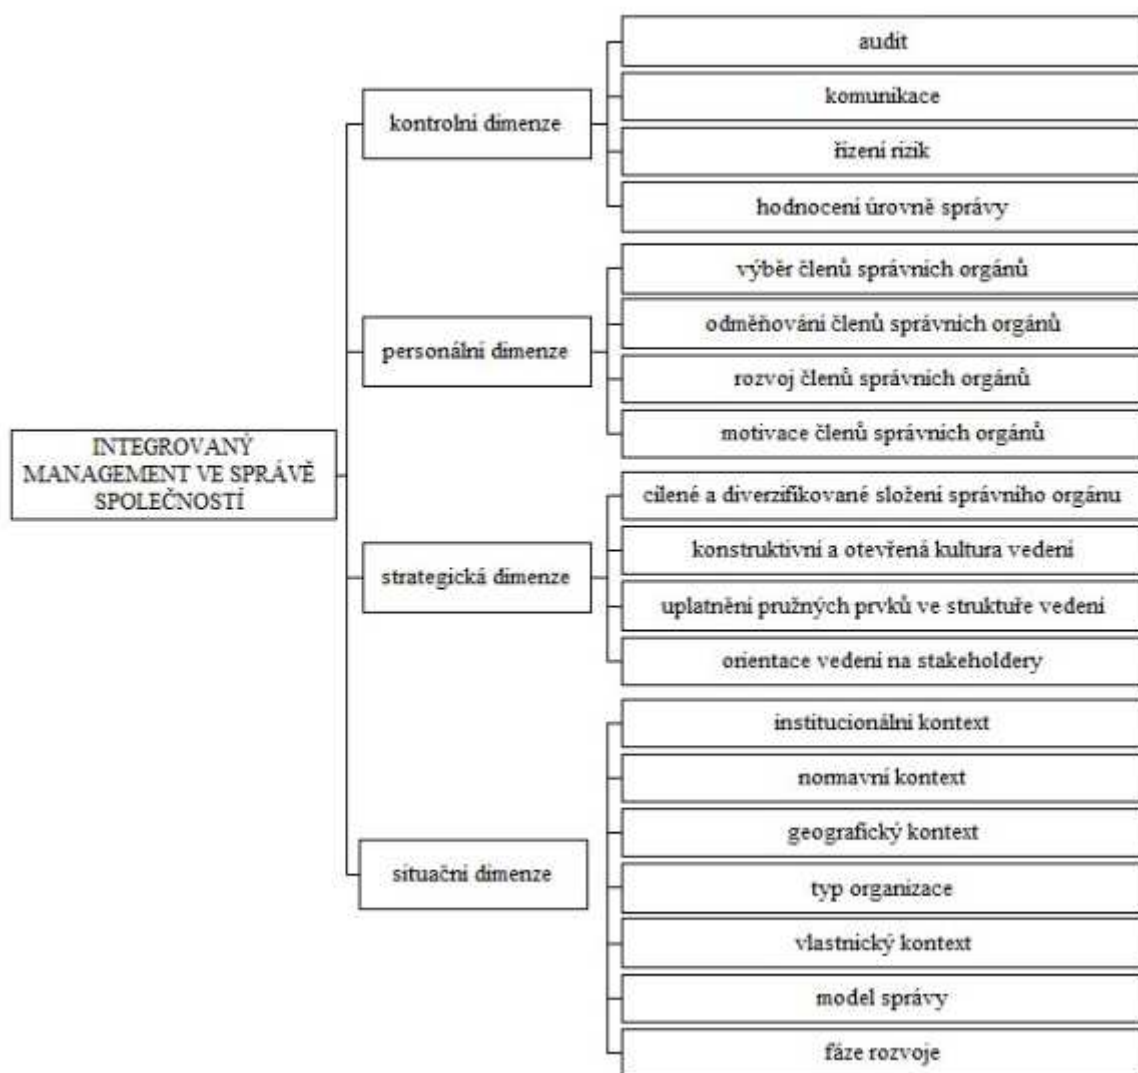 INTEGROVANÝ
MANAGEMENT VE SPRÁVĚ
SPOLEČNOSTÍ
kontrolní dimenze
audit
komunikace
řízení rizik
hodnocení úrovně správy
personální dimenze
výběr členů správních orgánů
odměňování členů správních orgánů
rozvoj členů správních orgánů
motivace členů správních orgánů
strategická dimenze
cílené a diverzifikované složení správního orgánu
konstruktivní a otevřená kultura vedení
uplatnění pružných prvků ve struktuře vedení
orientace vedení na stakeholdery
situační dimenze
institucionální kontext
normavní kontext
geografický kontext
typ organizace
vlastnický kontext
model správy
fáze rozvoje